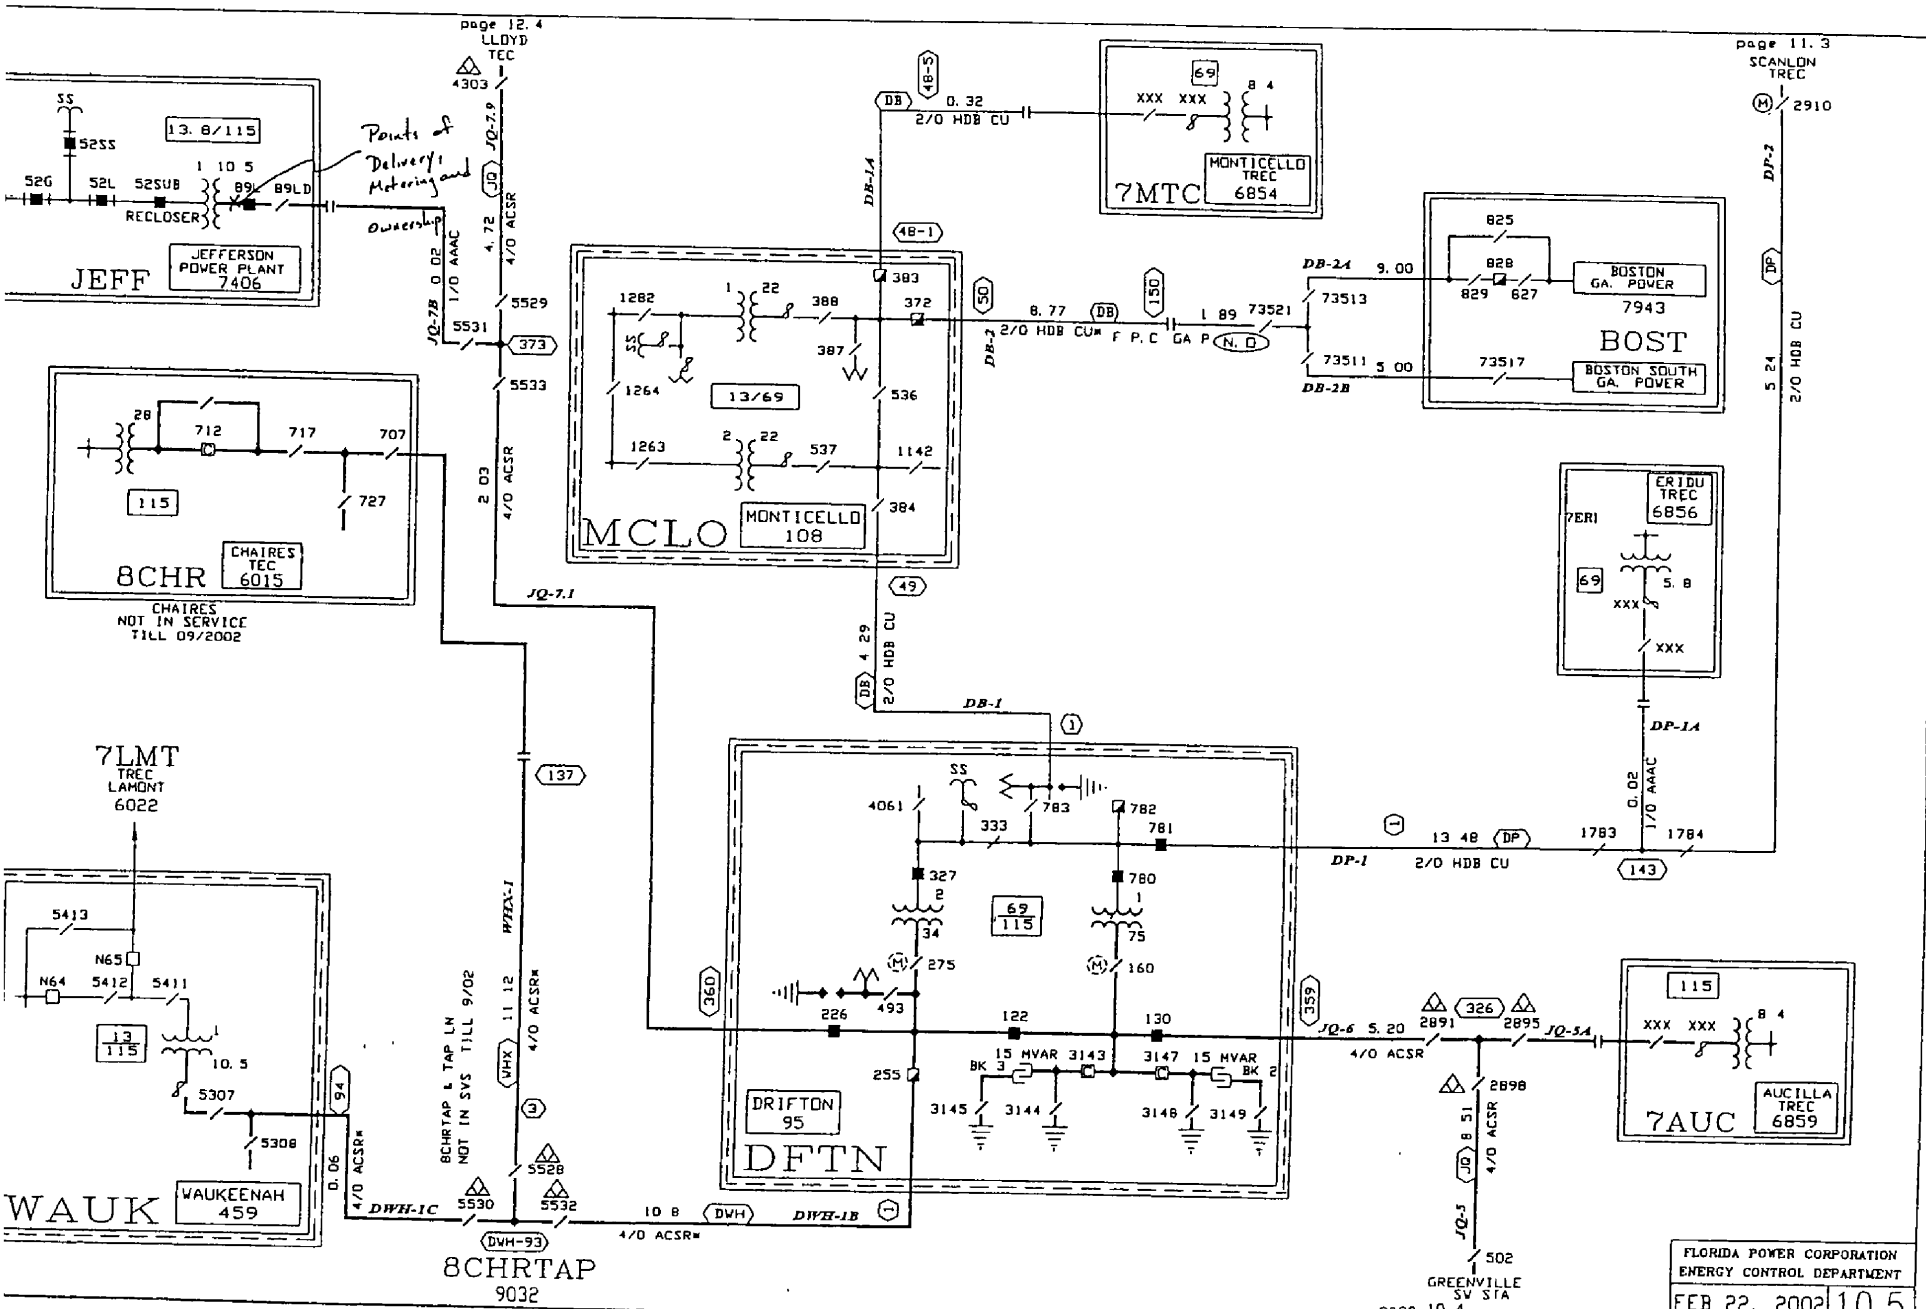 page 12.4
LLOYD
TEC
4303
JQ-7.9
JQ
4.72
4/0 ACSR
5529
5531
373
5533
2 03
4/0 ACSR
JQ-7.1
SS
52SS
13.8/115
1 10 5
52G
52L
52SUB
RECLOSER
89L
89LD
JEFFERSON
POWER PLANT
7406
JEFF
Points of
Delivery,
Metering and
Ownership
JQ-7B 0 02
1/0 AAAC
28
712
717
707
727
115
CHAIRES
TEC
6015
8CHR
CHAIRES
NOT IN SERVICE
TILL 09/2002
137
WHX-1
WHX
11 12
4/0 ACSR*
3
8CHRTAP & TAP LN
NOT IN SVS TILL 9/02
5528
5530
5532
DWH-93
8CHRTAP
9032
7LMT
TREC
LAMONT
6022
5413
N65
N64
5412
5411
1
13
115
10.5
5307
5308
WAUK
WAUKEENAH
459
94
0.06
4/0 ACSR*
DWH-1C
10 8
DWH
DWH-1B
4/0 ACSR*
1
48-5
DB
0.32
2/0 HDB CU
DB-1A
48-1
69
XXX XXX
8 4
MONTICELLO
TREC
6854
7MTC
383
1282
1
22
388
372
SS
387
1264
13/69
536
1263
2
22
537
1142
384
MONTICELLO
108
MCLO
50
DB-2
8.77
DB
150
1 89
73521
2/0 HDB CU*
F P.C
GA P
N.O
DB-2A
9.00
73513
73511
5 00
DB-2B
825
828
829
827
BOSTON
GA. POWER
7943
BOST
73517
BOSTON SOUTH
GA. POWER
49
DB
4 29
2/0 HDB CU
DB-1
1
SS
4061
783
782
333
781
327
780
2
1
34
75
69
115
M
275
M
160
493
226
122
130
360
359
255
15 MVAR
3143
3147
15 MVAR
BK 3
BK 2
3145
3144
3148
3149
DRIFTON
95
DFTN
1
13 48
DP
DP-1
2/0 HDB CU
1783
1784
143
page 11.3
SCANLON
TREC
M
2910
DP-2
DP
5 24
2/0 HDB CU
ERIDU
TREC
6856
7ERI
69
5.8
XXX
XXX
DP-1A
0.02
1/0 AAAC
JQ-6
5.20
4/0 ACSR
2891
326
2895
JQ-5A
2898
JQ
8 51
4/0 ACSR
JQ-5
502
GREENVILLE
SW STA
115
XXX XXX
8 4
AUCILLA
TREC
6859
7AUC
FLORIDA POWER CORPORATION
ENERGY CONTROL DEPARTMENT
FEB 22, 2002
10.5